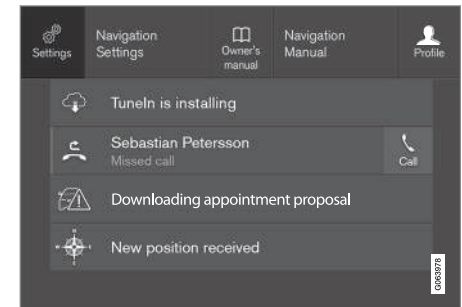 Settings
Navigation
Settings
Owner's
manual
Navigation
Manual
Profile
TuneIn is installing
Sebastian Petersson
Missed call
Call
Downloading appointment proposal
New position received
G063978